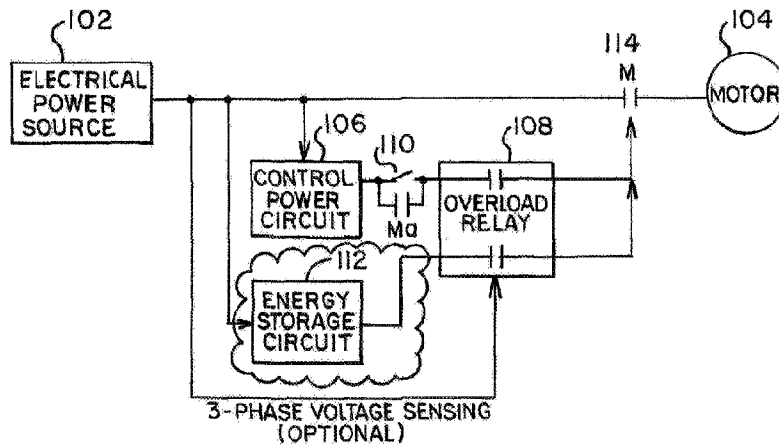 102
ELECTRICAL
POWER
SOURCE
114
M
104
MOTOR
106
CONTROL
POWER
CIRCUIT
110
Ma
108
OVERLOAD
RELAY
112
ENERGY
STORAGE
CIRCUIT
3-PHASE VOLTAGE SENSING
(OPTIONAL)